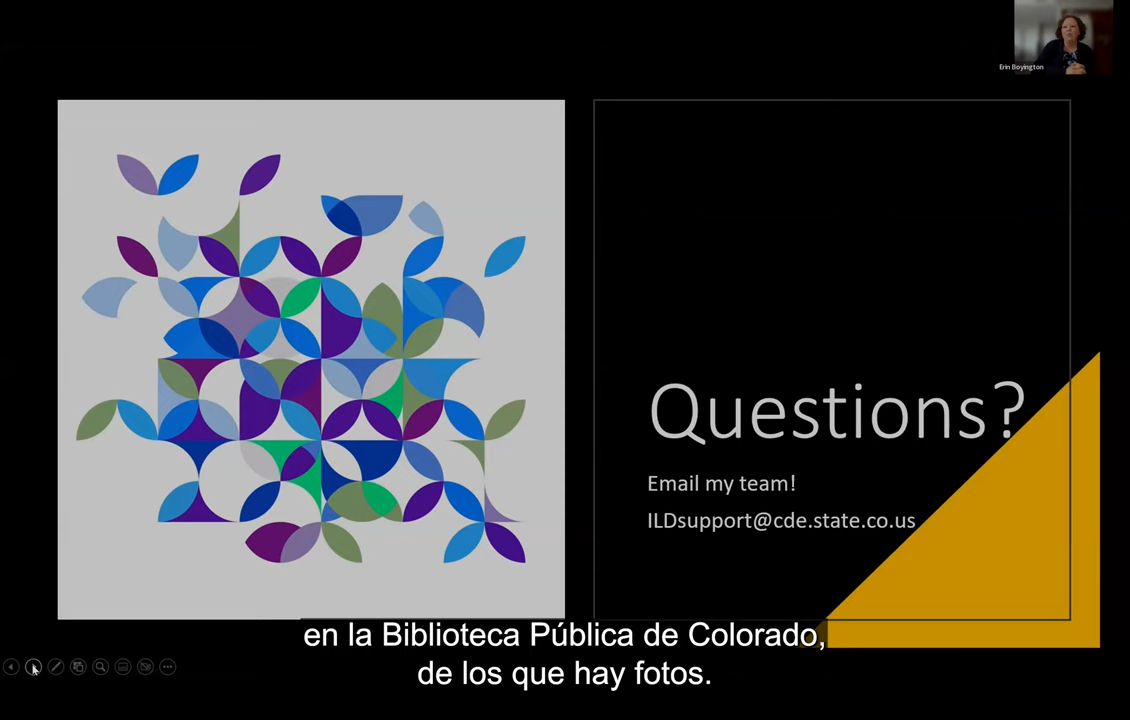 Erin Boyington
Questions?
Email my team!
ILDsupport@cde.state.co.us
en la Biblioteca Pública de Colorado,
de los que hay fotos.